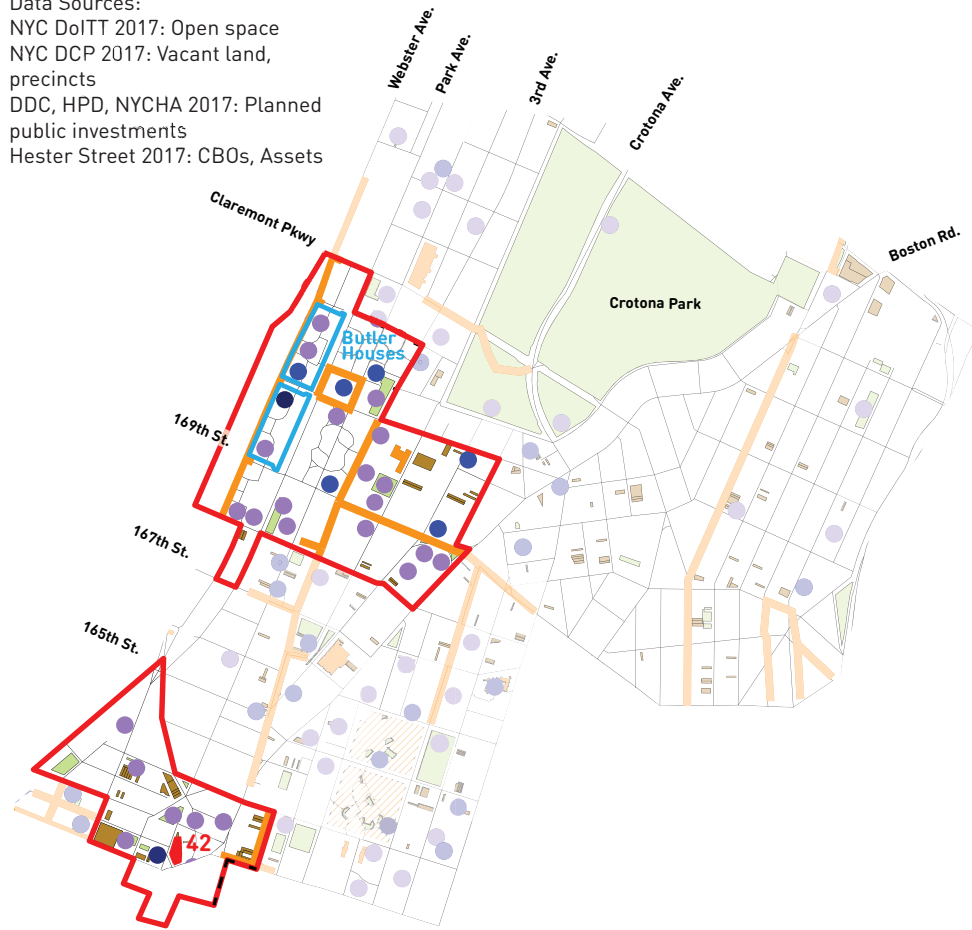 Data Sources:
NYC DoITT 2017: Open space
NYC DCP 2017: Vacant land,
precincts
DDC, HPD, NYCHA 2017: Planned
public investments
Hester Street 2017: CBOs, Assets
Webster Ave.
Park Ave.
3rd Ave.
Crotona Ave.
Claremont Pkwy
Boston Rd.
Crotona Park
Butler
Houses
169th St.
167th St.
165th St.
42